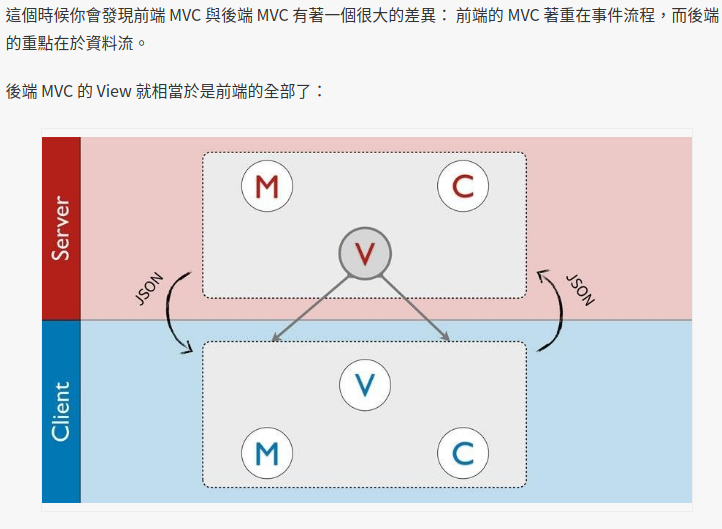 這個時候你會發現前端 MVC 與後端 MVC 有著一個很大的差異： 前端的 MVC 著重在事件流程，而後端
的重點在於資料流。
後端 MVC 的 View 就相當於是前端的全部了：
Server
M
C
V
JSON
JSON
Client
V
M
C